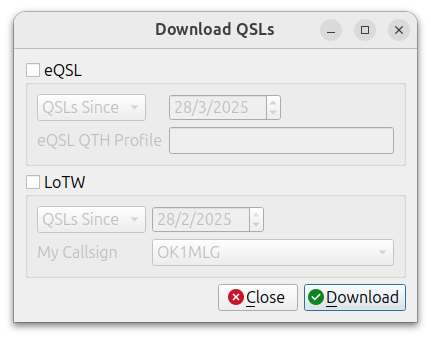 Download QSLs
eQSL
QSLs Since 28/3/2025
eQSL QTH Profile
LoTW
QSLs Since 28/2/2025
My Callsign OK1MLG
Close Download